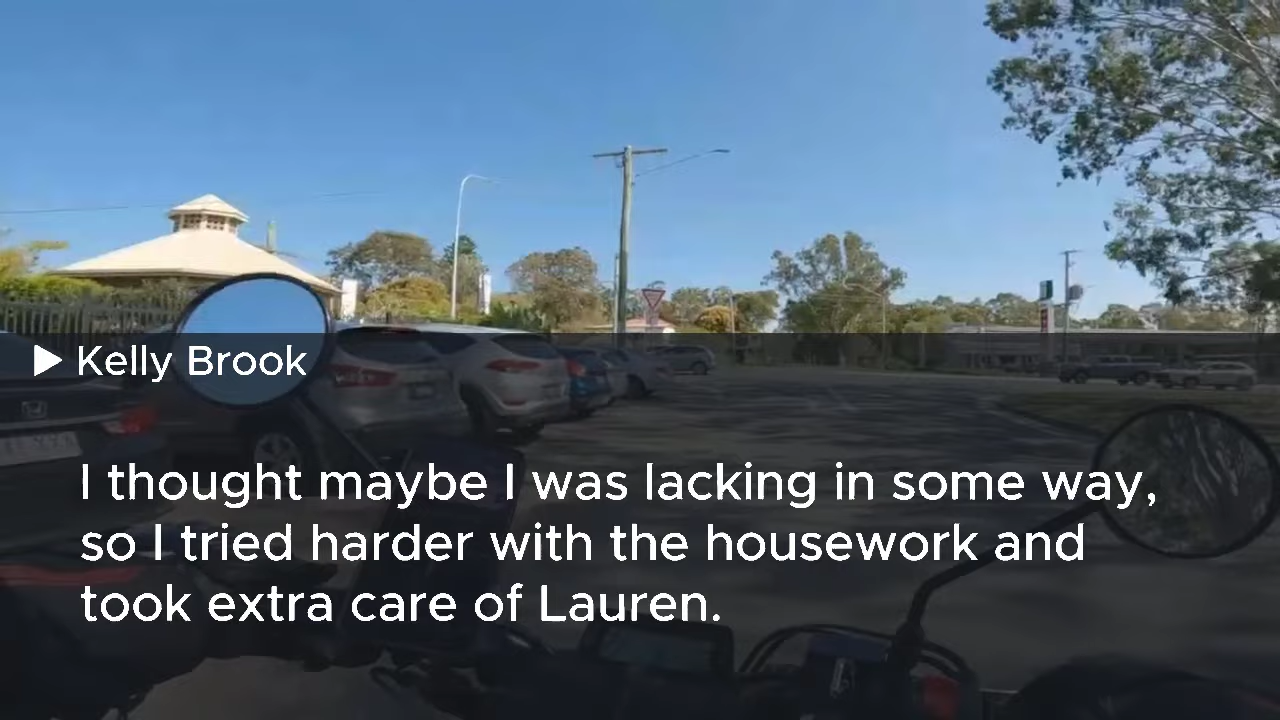 ▶ Kelly Brook
I thought maybe I was lacking in some way,
so I tried harder with the housework and
took extra care of Lauren.